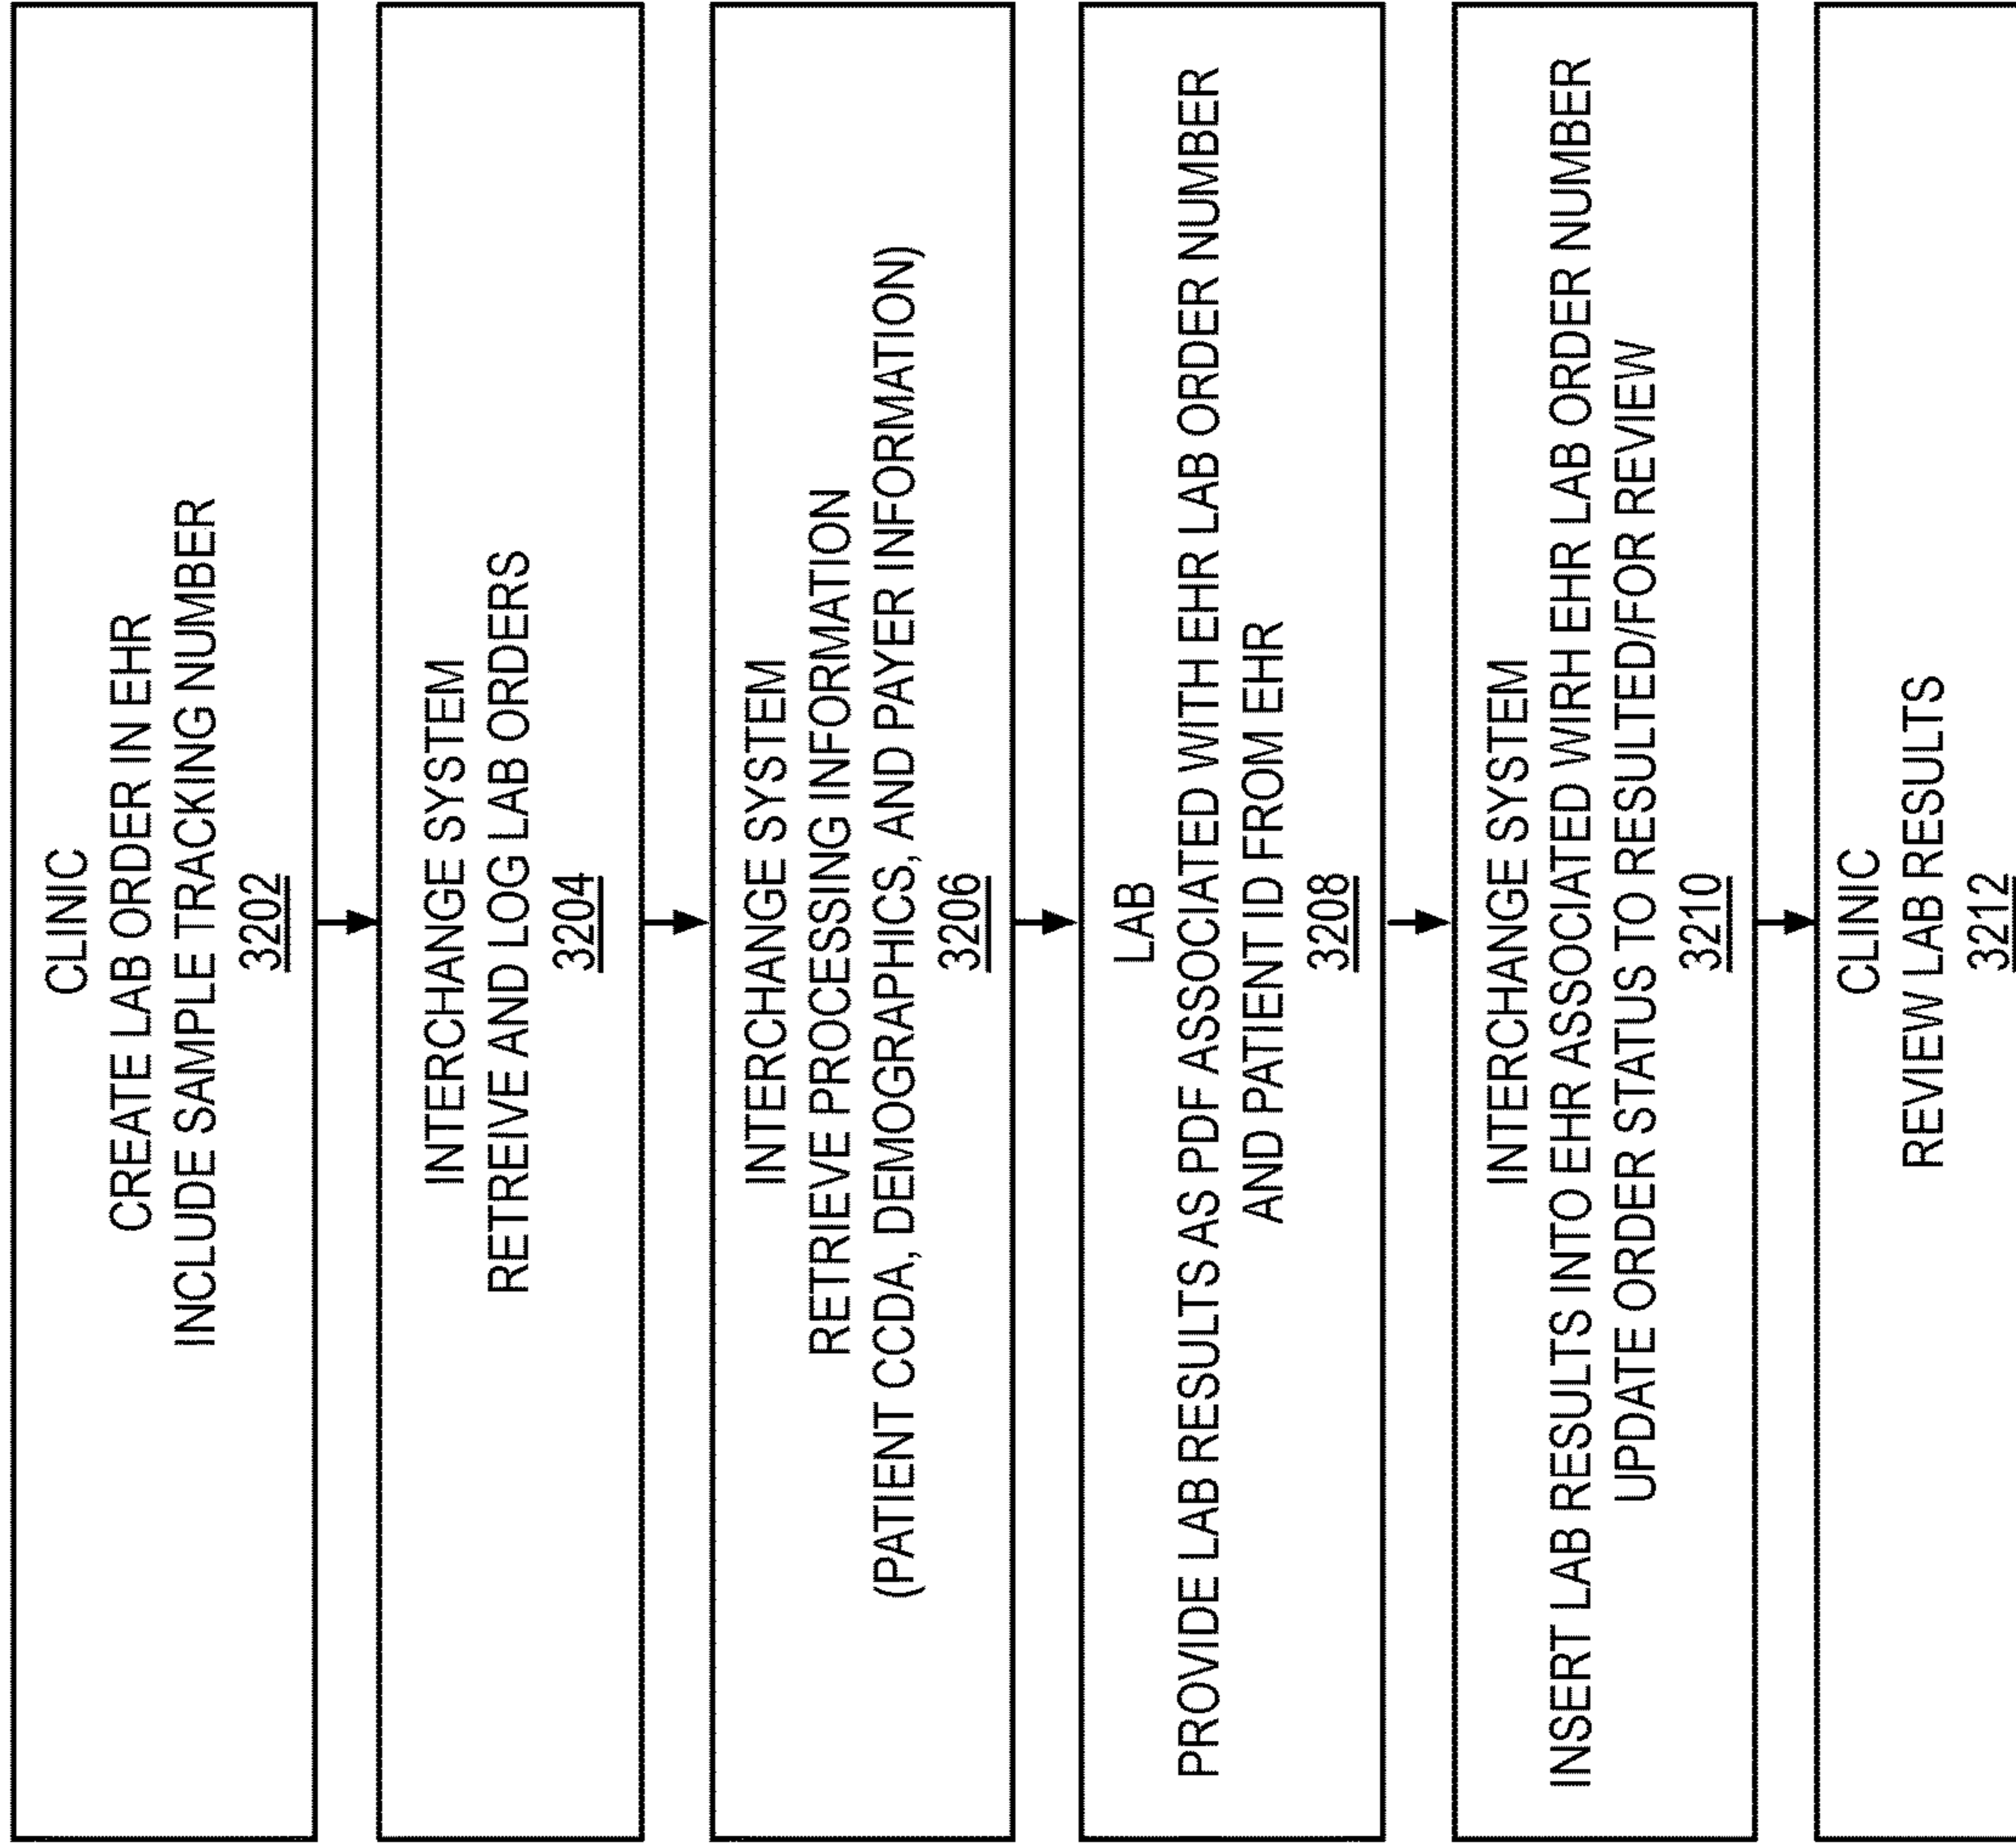 CLINIC
CREATE LAB ORDER IN EHR
INCLUDE SAMPLE TRACKING NUMBER
3202
INTERCHANGE SYSTEM
RETREIVE AND LOG LAB ORDERS
3204
INTERCHANGE SYSTEM
RETRIEVE PROCESSING INFORMATION
(PATIENT CCDA, DEMOGRAPHICS, AND PAYER INFORMATION)
3206
LAB
PROVIDE LAB RESULTS AS PDF ASSOCIATED WITH EHR LAB ORDER NUMBER
AND PATIENT ID FROM EHR
3208
INTERCHANGE SYSTEM
INSERT LAB RESULTS INTO EHR ASSOCIATED WIRH EHR LAB ORDER NUMBER
UPDATE ORDER STATUS TO RESULTED/FOR REVIEW
3210
CLINIC
REVIEW LAB RESULTS
3212